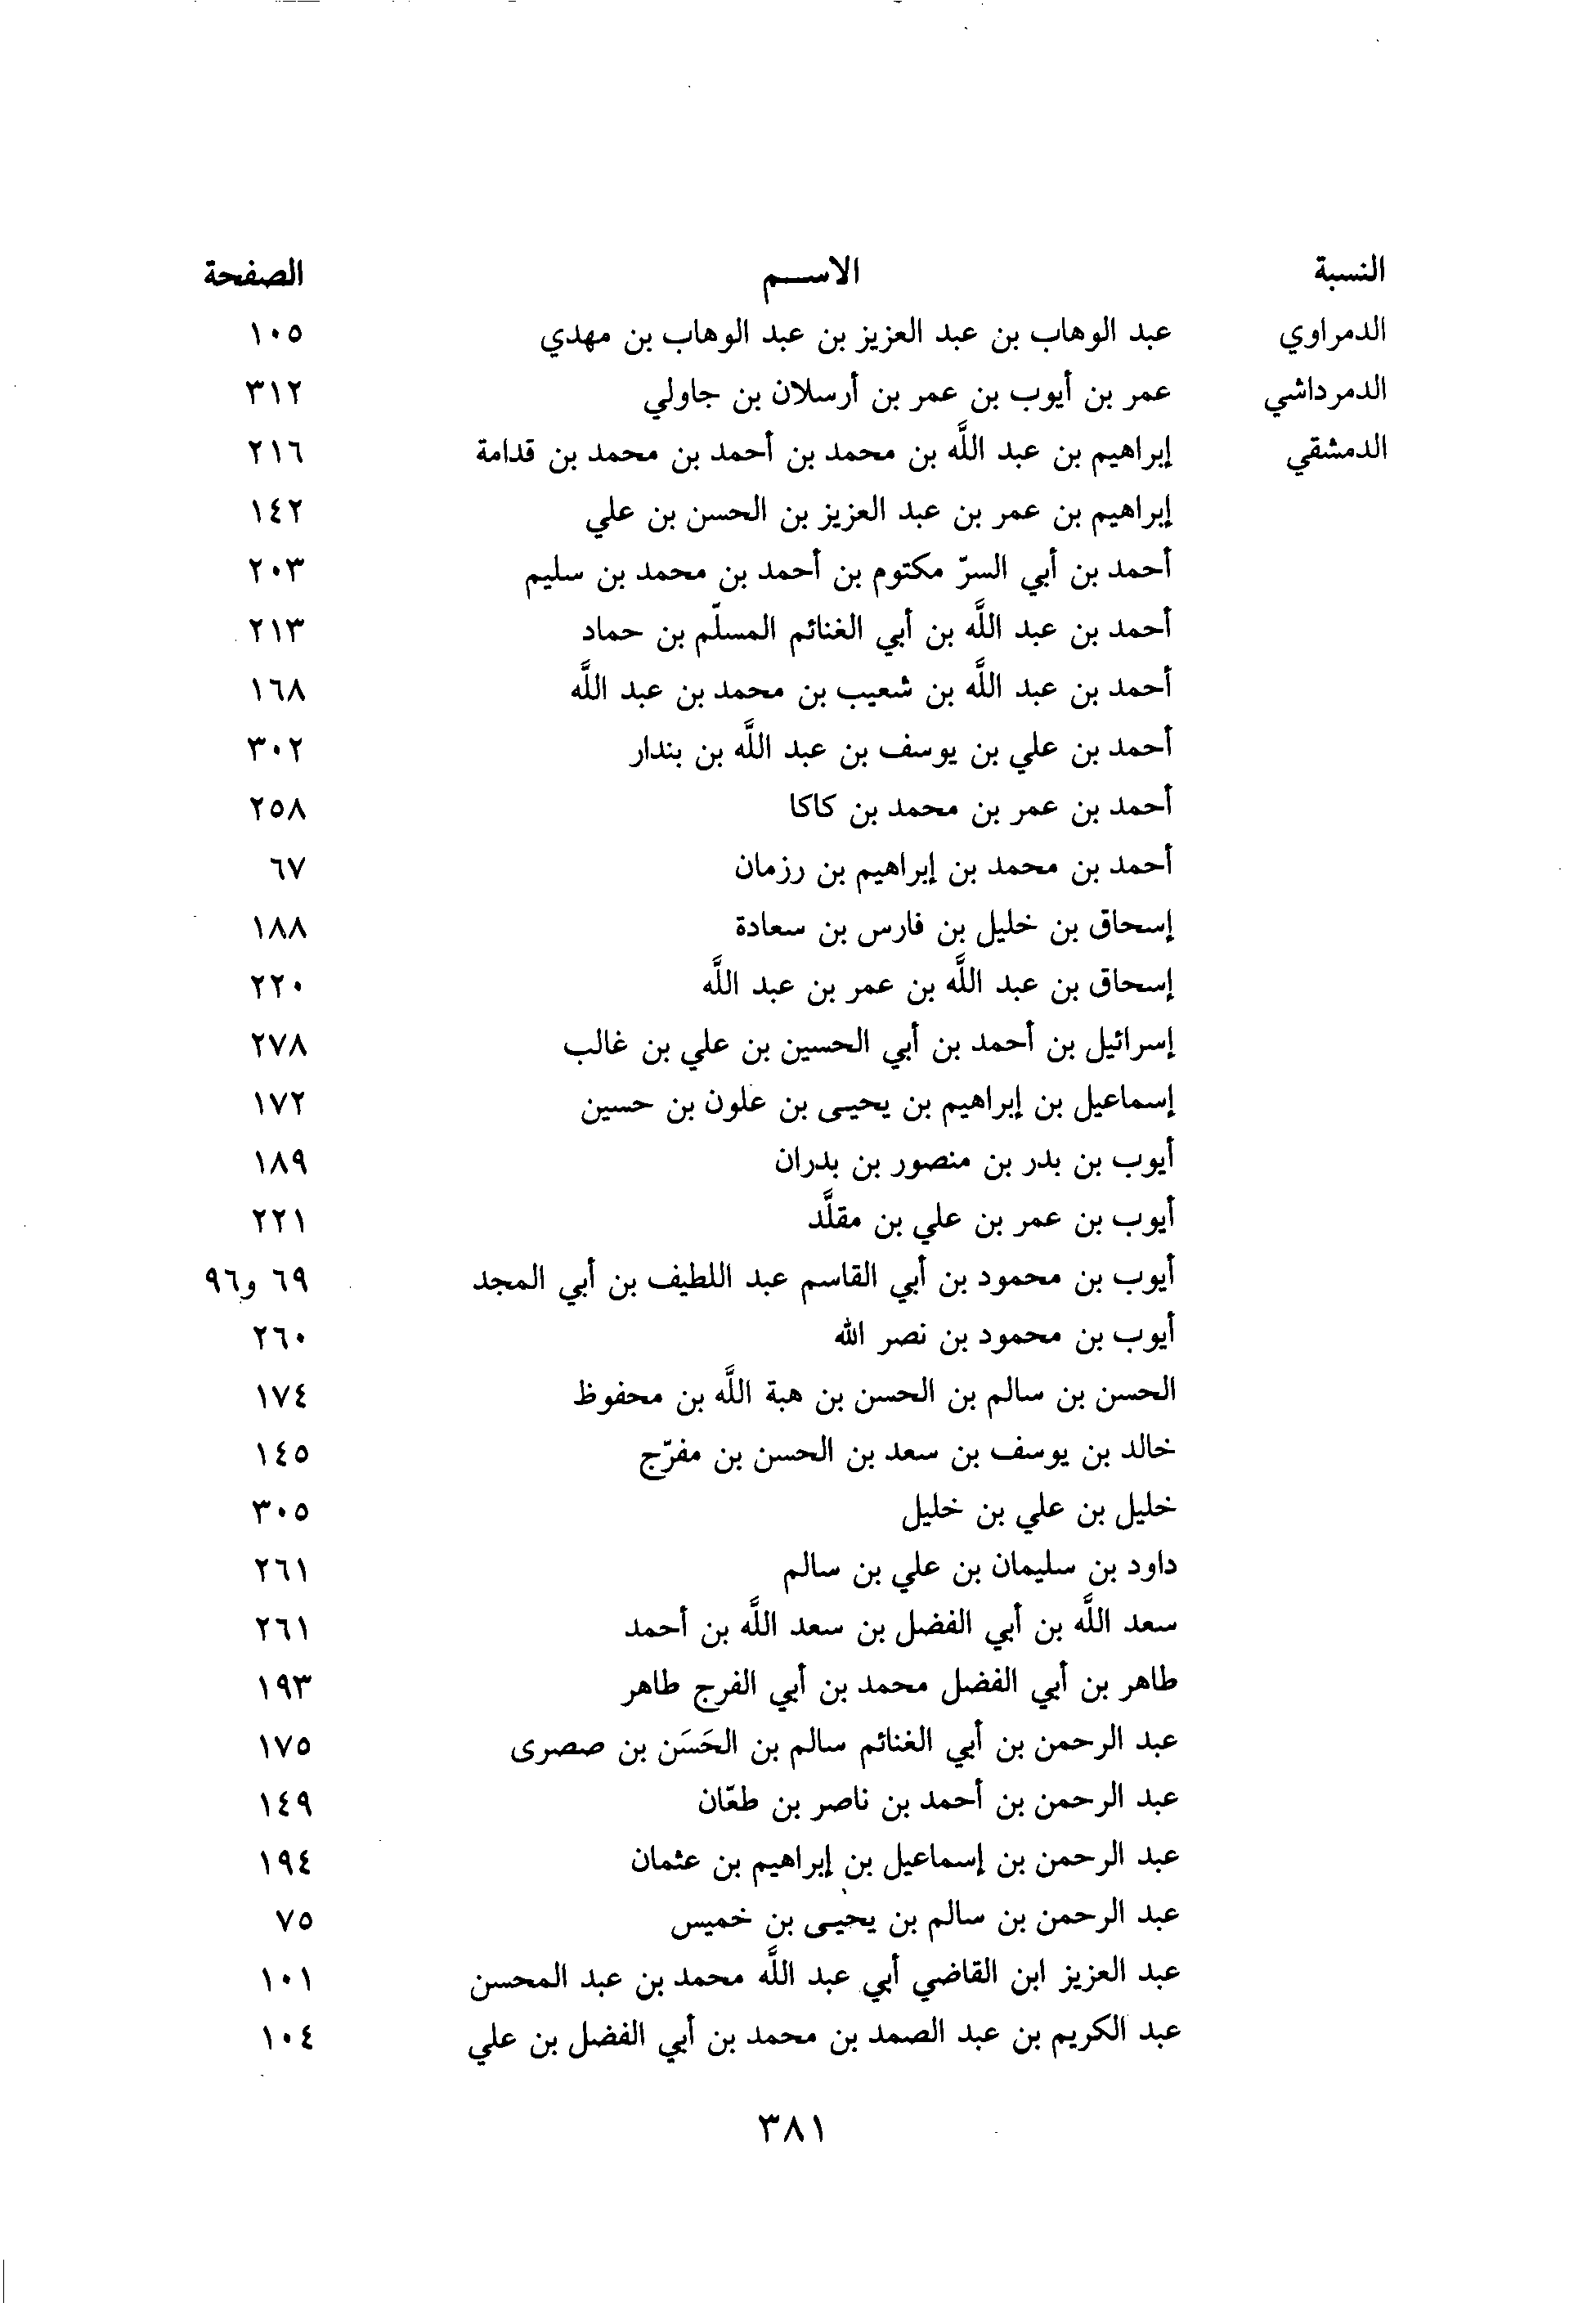 النسبة الاســم الصفحة
الدمراوي عبد الوهاب بن عبد العزيز بن عبد الوهاب بن مهدي ١٠٥
الدمرداشي عمر بن أيوب بن عمر بن أرسلان بن جاولي ٣١٢
الدمشقي إبراهيم بن عبد اللَّه بن محمد بن أحمد بن محمد بن قدامة ٢١٦
إبراهيم بن عمر بن عبد العزيز بن الحسن بن علي ١٤٢
أحمد بن أبي السرّ مكتوم بن أحمد بن محمد بن سليم ٢٠٣
أحمد بن عبد اللَّه بن أبي الغنائم المسلّم بن حماد ٢١٣
أحمد بن عبد اللَّه بن شعيب بن محمد بن عبد اللَّه ١٦٨
أحمد بن علي بن يوسف بن عبد اللَّه بن بندار ٣٠٢
أحمد بن عمر بن محمد بن كاكا ٢٥٨
أحمد بن محمد بن إبراهيم بن رزمان ٦٧
إسحاق بن خليل بن فارس بن سعادة ١٨٨
إسحاق بن عبد اللَّه بن عمر بن عبد اللَّه ٢٢٠
إسرائيل بن أحمد بن أبي الحسين بن علي بن غالب ٢٧٨
إسماعيل بن إبراهيم بن يحيى بن علون بن حسين ١٧٢
أيوب بن بدر بن منصور بن بدران ١٨٩
أيوب بن عمر بن علي بن مقلَّد ٢٢١
أيوب بن محمود بن أبي القاسم عبد اللطيف بن أبي المجد ٦٩ و٩٦
أيوب بن محمود بن نصر الله ٢٦٠
الحسن بن سالم بن الحسن بن هبة اللَّه بن محفوظ ١٧٤
خالد بن يوسف بن سعد بن الحسن بن مفرّج ١٤٥
خليل بن علي بن خليل ٣٠٥
داود بن سليمان بن علي بن سالم ٢٦١
سعد اللَّه بن أبي الفضل بن سعد اللَّه بن أحمد ٢٦١
طاهر بن أبي الفضل محمد بن أبي الفرج طاهر ١٩٣
عبد الرحمن بن أبي الغنائم سالم بن الحَسَن بن صصرى ١٧٥
عبد الرحمن بن أحمد بن ناصر بن طعّان ١٤٩
عبد الرحمن بن إسماعيل بن إبراهيم بن عثمان ١٩٤
عبد الرحمن بن سالم بن يحيى بن خميس ٧٥
عبد العزيز ابن القاضي أبي عبد اللَّه محمد بن عبد المحسن ١٠١
عبد الكريم بن عبد الصمد بن محمد بن أبي الفضل بن علي ١٠٤
٣٨١